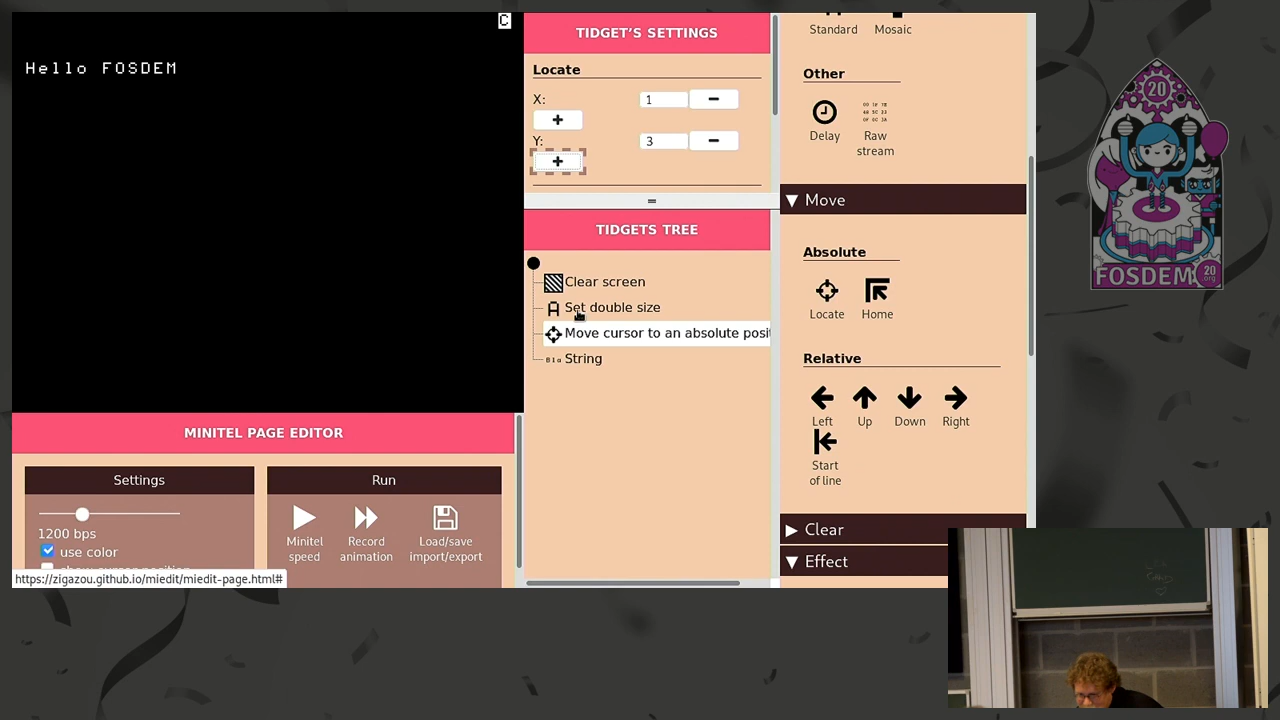 C
Hello FOSDEM
TIDGET'S SETTINGS
Locate
X:
1
−
+
Y:
3
−
+
=
TIDGETS TREE
Clear screen
Set double size
Move cursor to an absolute posit
Bla String
MINITEL PAGE EDITOR
Settings
1200 bps
use color
Run
Minitel speed
Record animation
Load/save import/export
https://zigazou.github.io/miedit/miedit-page.html#
Standard
Mosaic
Other
Delay
Raw stream
Move
Absolute
Locate
Home
Relative
Left
Up
Down
Right
Start of line
Clear
Effect
20
FOSDEM
20
.org